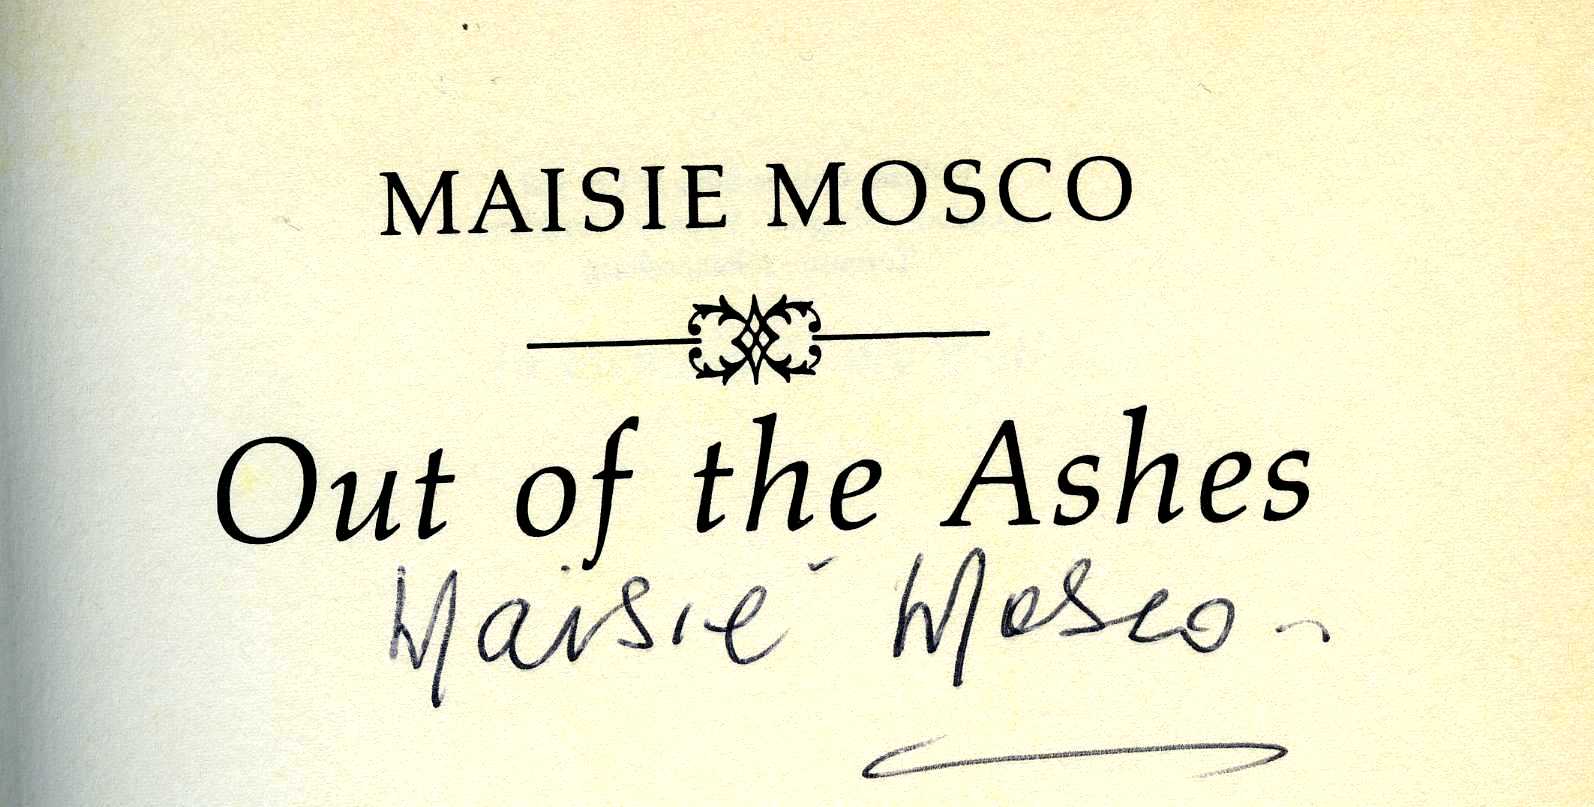 MAISIE MOSCO
Out of the Ashes
Maisie Mosco